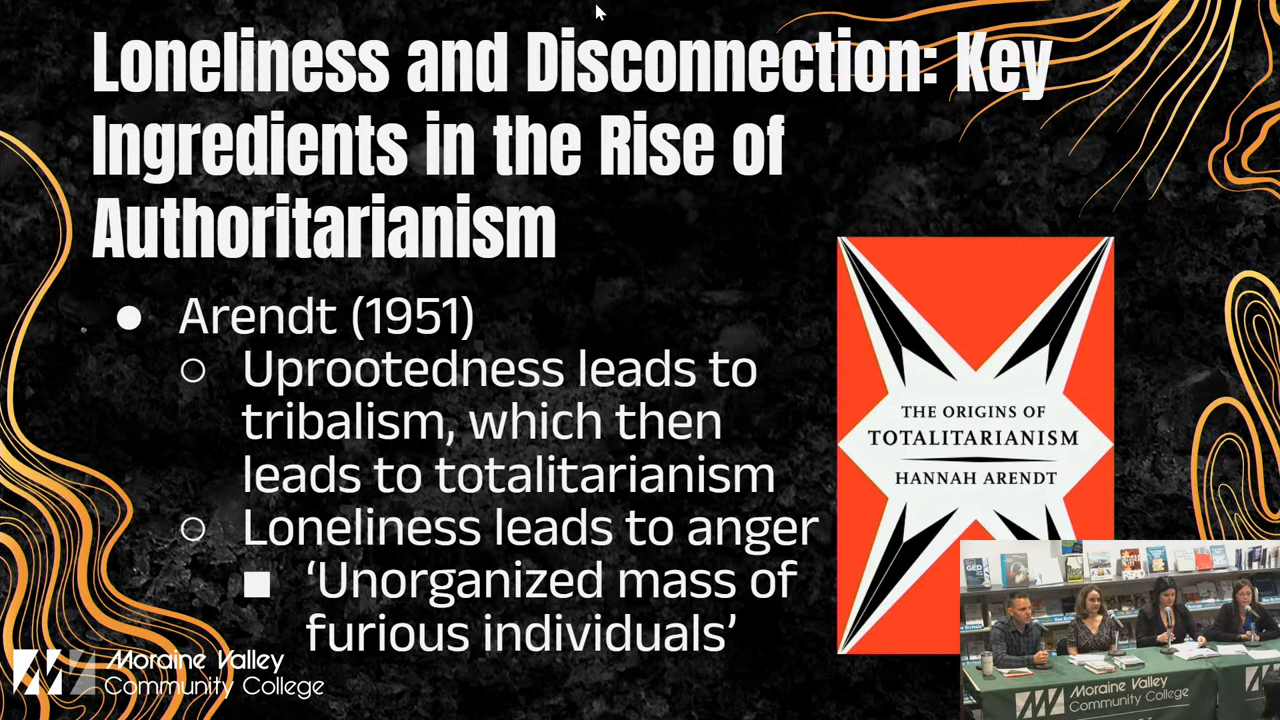 Loneliness and Disconnection: Key
Ingredients in the Rise of
Authoritarianism
● Arendt (1951)
○ Uprootedness leads to
tribalism, which then
leads to totalitarianism
○ Loneliness leads to anger
■ ‘Unorganized mass of
furious individuals’
THE ORIGINS OF
TOTALITARIANISM
HANNAH ARENDT
Moraine Valley
Community College
GED
Moraine Valley
Community College